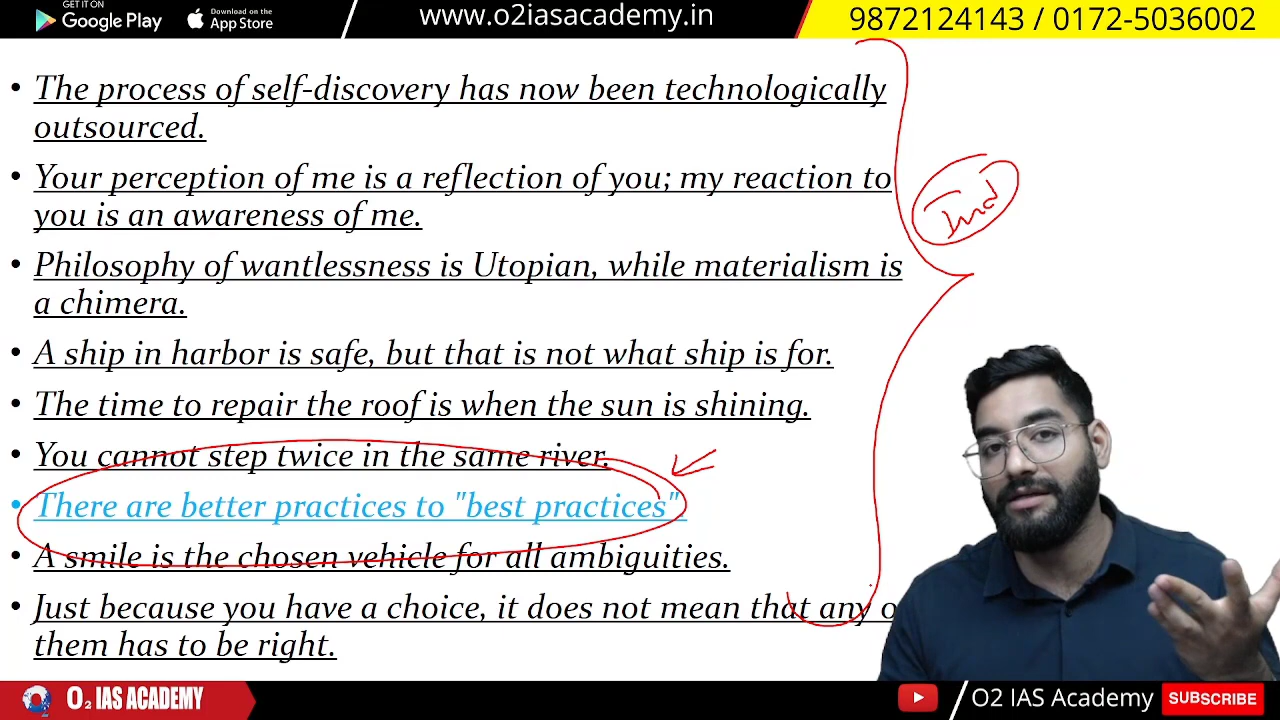 GET IT ON
Google Play
Download on the
App Store
www.o2iasacademy.in
9872124143 / 0172-5036002
• The process of self-discovery has now been technologically
outsourced.
• Your perception of me is a reflection of you; my reaction to
you is an awareness of me.
• Philosophy of wantlessness is Utopian, while materialism is
a chimera.
• A ship in harbor is safe, but that is not what ship is for.
• The time to repair the roof is when the sun is shining.
• You cannot step twice in the same river.
• There are better practices to "best practices".
• A smile is the chosen vehicle for all ambiguities.
• Just because you have a choice, it does not mean that any o
them has to be right.
O2 IAS ACADEMY
O2 IAS Academy
SUBSCRIBE